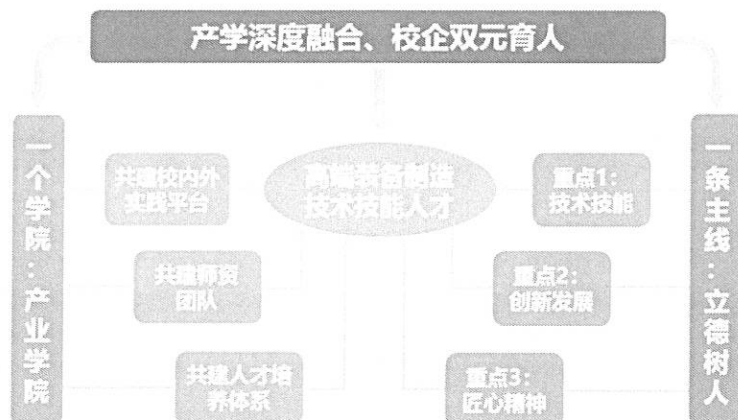 产学深度融合、校企双元育人
一个学院：产业学院
共建校内外
实践平台
共建师资
团队
共建人才培
养体系
高端装备制造
技术技能人才
重点1：
技术技能
重点2：
创新发展
重点3：
匠心精神
一条主线：立德树人